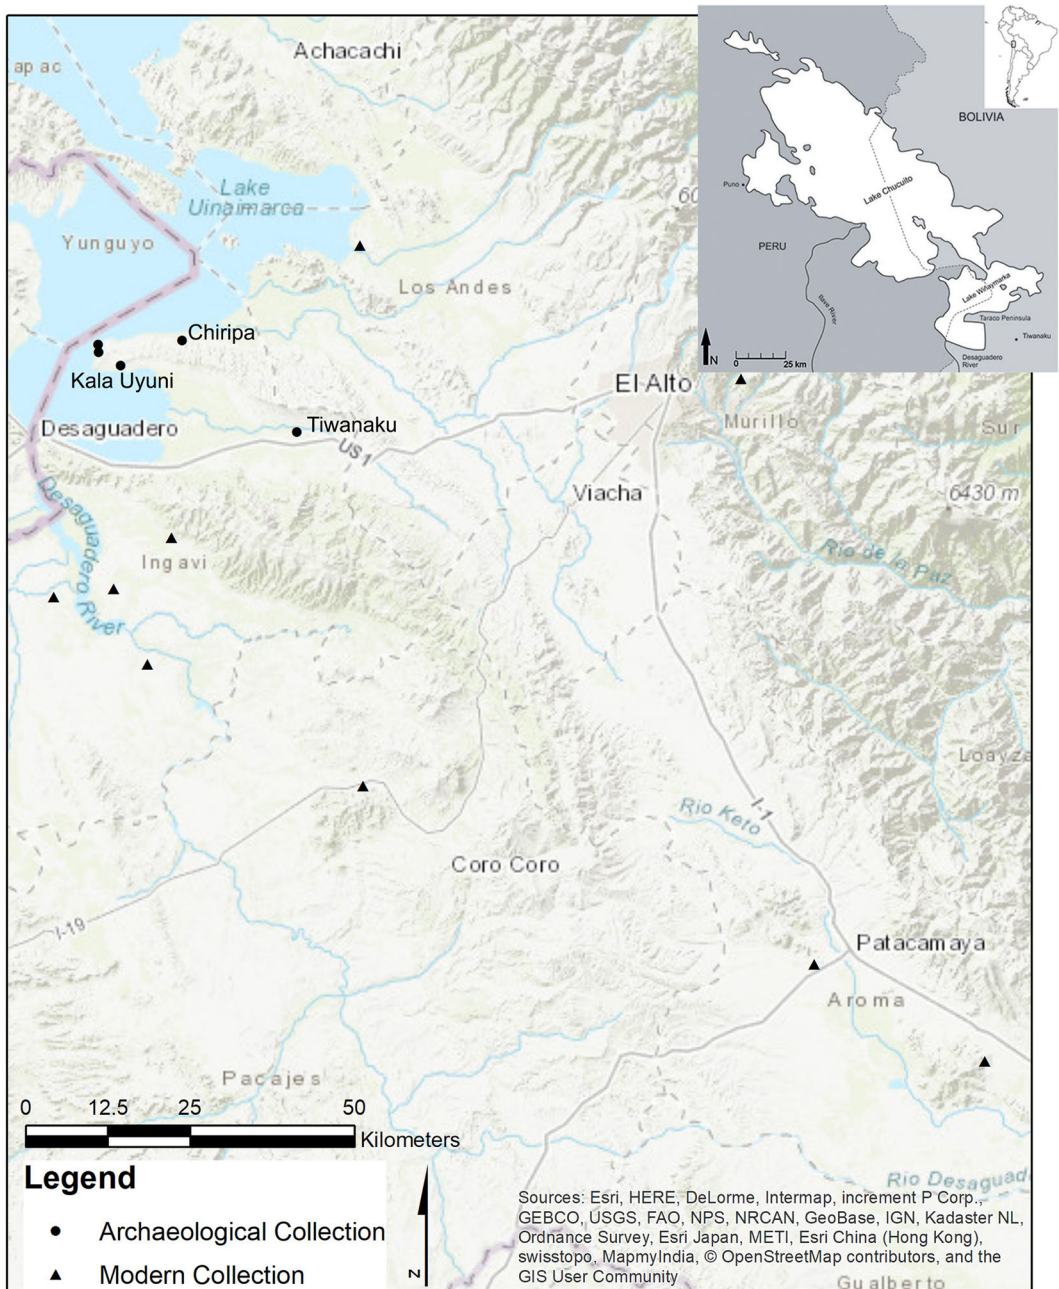 Achacachi
apac
Lake
Uinaimarca
Yunguyo
Los Andes
Chiripa
Kala Uyuni
El Alto
Desaguadero
Tiwanaku
US1
Murillo
Sur
Viacha
6430 m
60
Desaguadero
River
Ingavi
Rio de la Paz
Loayza
I-1
Rio Keto
Coro Coro
I-19
Patacamaya
Aroma
Pacajes
Rio Desaguad
Gualberto
BOLIVIA
Puno
Lake Chucuito
PERU
Ilave River
Lake Wiñaymarka
Taraco Peninsula
Tiwanaku
Desaguadero
River
N
0 25 km
0 12.5 25 50
Kilometers
Legend
Archaeological Collection
Modern Collection
N
Sources: Esri, HERE, DeLorme, Intermap, increment P Corp.,
GEBCO, USGS, FAO, NPS, NRCAN, GeoBase, IGN, Kadaster NL,
Ordnance Survey, Esri Japan, METI, Esri China (Hong Kong),
swisstopo, MapmyIndia, © OpenStreetMap contributors, and the
GIS User Community